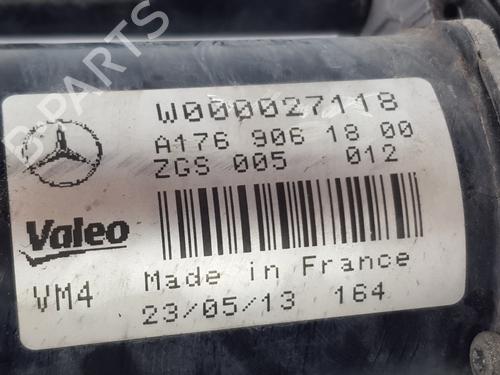 W000027118
A176 906 18 00
ZGS 005 012
Valeo
VM4
Made in France
23/05/13 164
B-PARTS